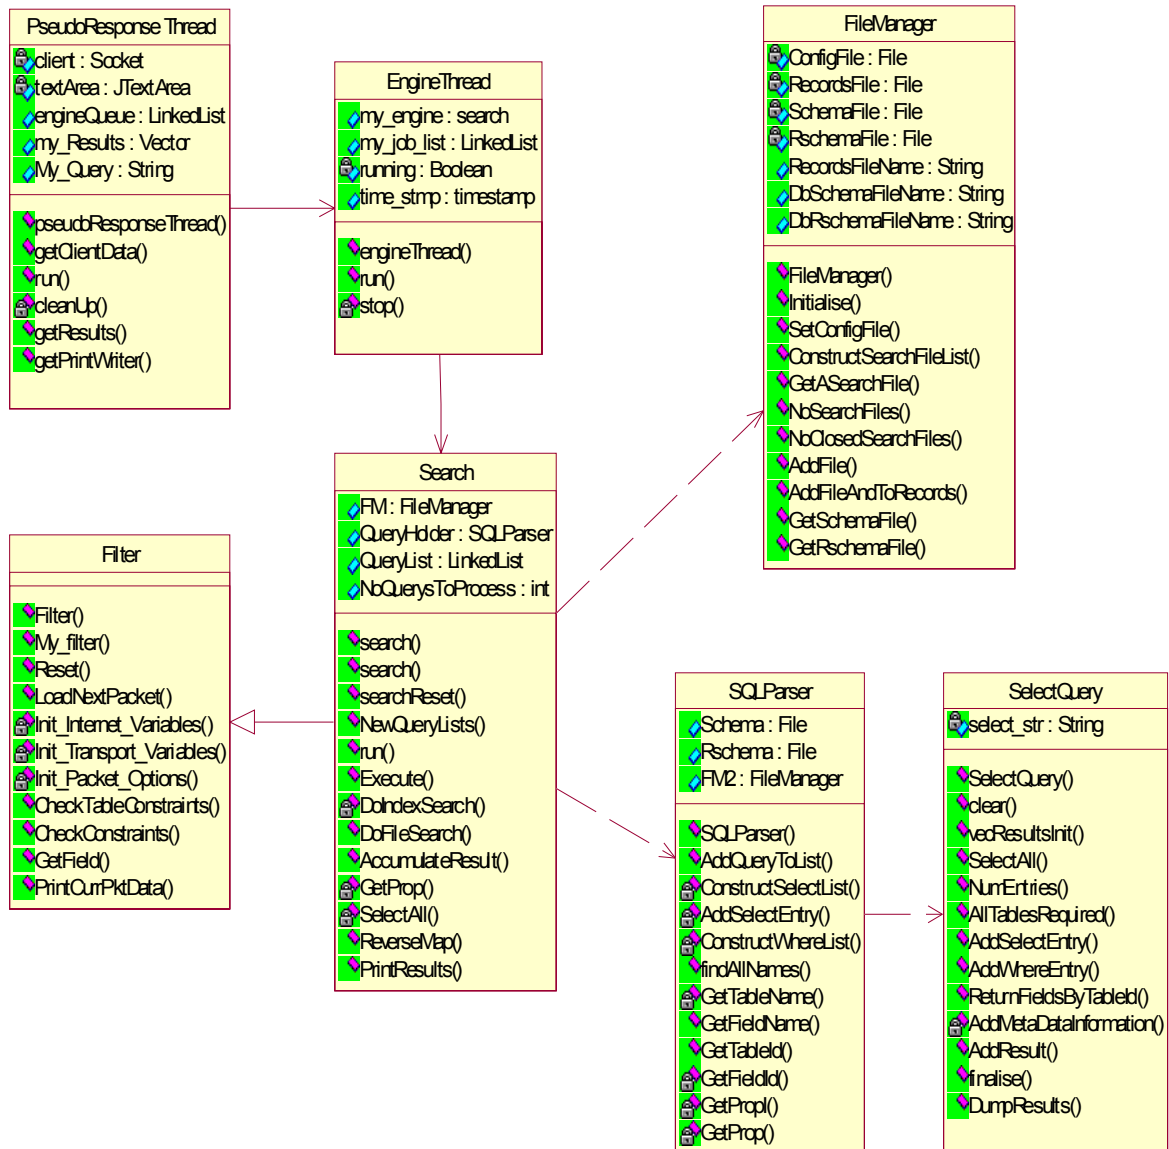 PseudoResponse Thread
client : Socket
textArea : JTextArea
engineQueue : LinkedList
my_Results : Vector
My_Query : String
pseudoResponseThread()
getClientData()
run()
cleanUp()
getResults()
getPrintWriter()
EngineThread
my_engine : search
my_job_list : LinkedList
running : Boolean
time_stmp : timestamp
engineThread()
run()
stop()
FileManager
ConfigFile : File
RecordsFile : File
SchemaFile : File
RschemaFile : File
RecordsFileName : String
DbSchemaFileName : String
DbRschemaFileName : String
FileManager()
Initialise()
SetConfigFile()
ConstructSearchFileList()
GetASearchFile()
NoSearchFiles()
NoClosedSearchFiles()
AddFile()
AddFileAndToRecords()
GetSchemaFile()
GetRschemaFile()
Filter
Filter()
My_filter()
Reset()
LoadNextPacket()
Init_Internet_Variables()
Init_Transport_Variables()
Init_Packet_Options()
CheckTableConstraints()
CheckConstraints()
GetField()
PrintCurrPktData()
Search
FM : FileManager
QueryHolder : SQLParser
QueryList : LinkedList
NoQuerysToProcess : int
search()
search()
searchReset()
NewQueryLists()
run()
Execute()
DoIndexSearch()
DoFileSearch()
AccumulateResult()
GetProp()
SelectAll()
ReverseMap()
PrintResults()
SQLParser
Schema : File
Rschema : File
FM2 : FileManager
SQLParser()
AddQueryToList()
ConstructSelectList()
AddSelectEntry()
ConstructWhereList()
findAllNames()
GetTableName()
GetFieldName()
GetTableId()
GetFieldId()
GetPropI()
GetProp()
SelectQuery
select_str : String
SelectQuery()
clear()
vecResultsInit()
SelectAll()
NumEntries()
AllTablesRequired()
AddSelectEntry()
AddWhereEntry()
ReturnFieldsByTableId()
AddMetaDataInformation()
AddResult()
finalise()
DumpResults()